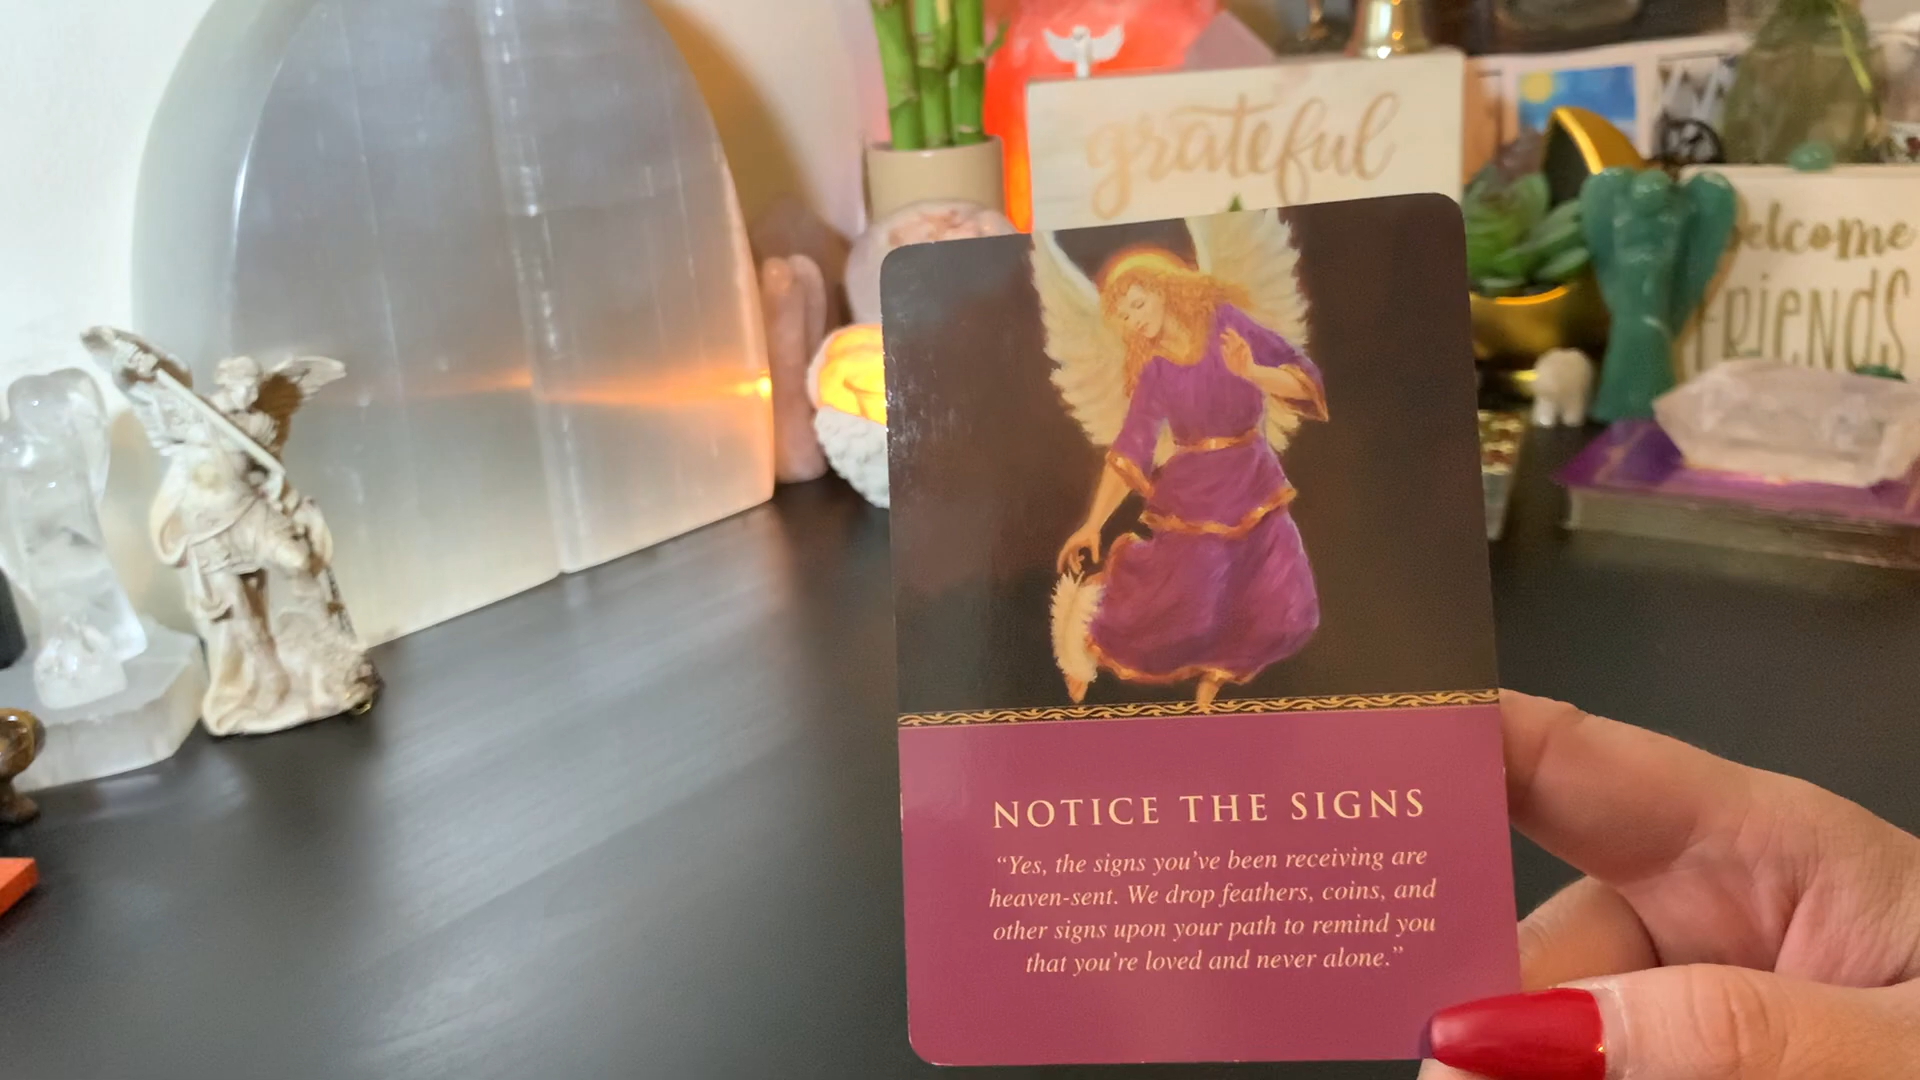 grateful
welcome
FRIENDS
NOTICE THE SIGNS
“Yes, the signs you’ve been receiving are
heaven-sent. We drop feathers, coins, and
other signs upon your path to remind you
that you’re loved and never alone.”